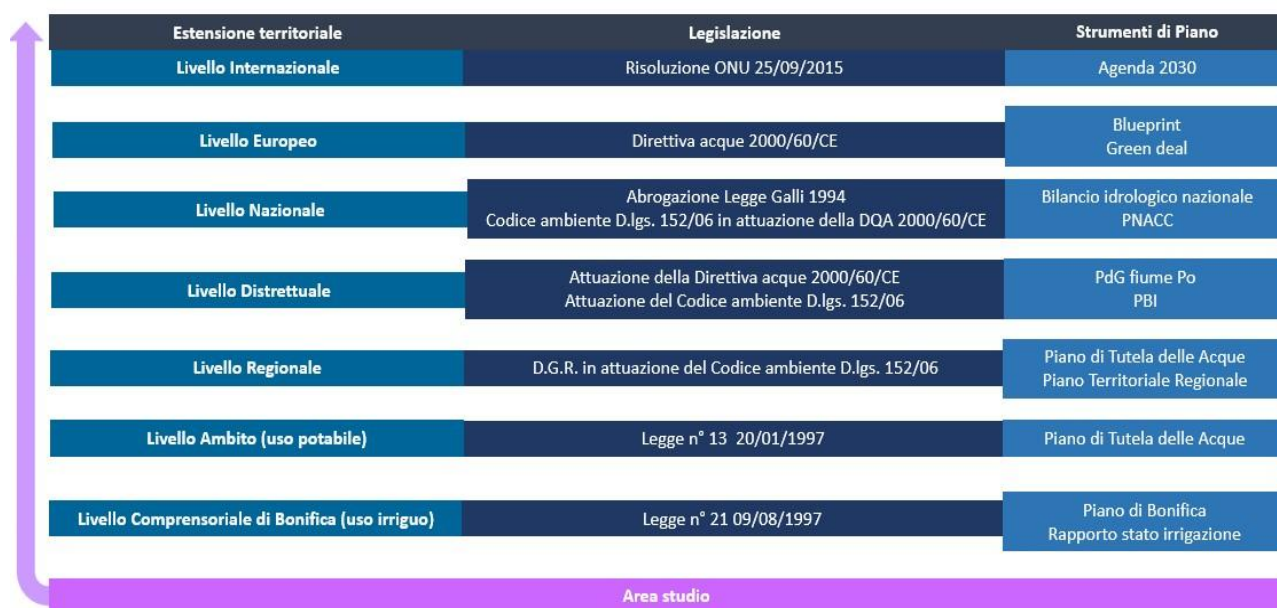 Estensione territoriale
Legislazione
Strumenti di Piano
Livello Internazionale
Risoluzione ONU 25/09/2015
Agenda 2030
Livello Europeo
Direttiva acque 2000/60/CE
Blueprint
Green deal
Livello Nazionale
Abrogazione Legge Galli 1994
Codice ambiente D.lgs. 152/06 in attuazione della DQA 2000/60/CE
Bilancio idrologico nazionale
PNACC
Livello Distrettuale
Attuazione della Direttiva acque 2000/60/CE
Attuazione del Codice ambiente D.lgs. 152/06
PdG fiume Po
PBI
Livello Regionale
D.G.R. in attuazione del Codice ambiente D.lgs. 152/06
Piano di Tutela delle Acque
Piano Territoriale Regionale
Livello Ambito (uso potabile)
Legge n° 13 20/01/1997
Piano di Tutela delle Acque
Livello Comprensoriale di Bonifica (uso irriguo)
Legge n° 21 09/08/1997
Piano di Bonifica
Rapporto stato irrigazione
Area studio